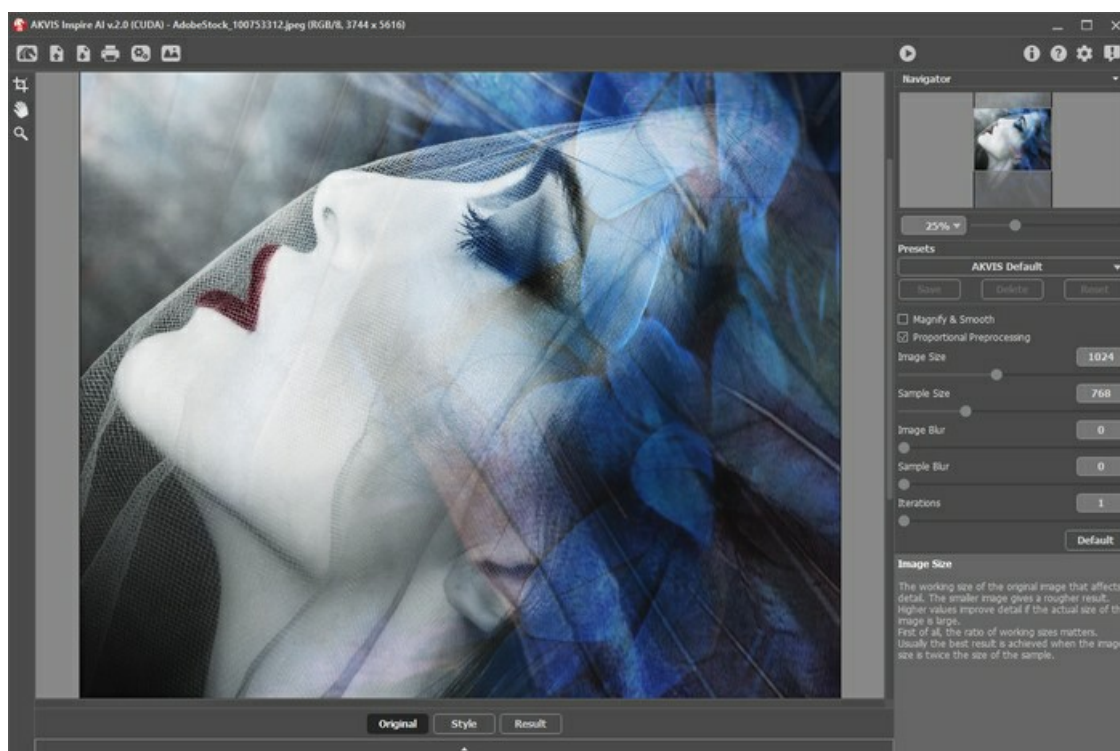 AKVIS Inspire AI v.2.0 (CUDA) - AdobeStock_100753312.jpeg (RGB/8, 3744 x 5616)
Navigator
25%
Presets
AKVIS Default
Save Delete Reset
Magnify & Smooth
Proportional Preprocessing
Image Size 1024
Sample Size 768
Image Blur 0
Sample Blur 0
Iterations 1
Default
Image Size
The working size of the original image that affects
detail. The smaller image gives a rougher result.
Higher values improve detail if the actual size of the
image is large.
First of all, the ratio of working sizes matters.
Usually the best result is achieved when the image
size is twice the size of the sample.
Original Style Result